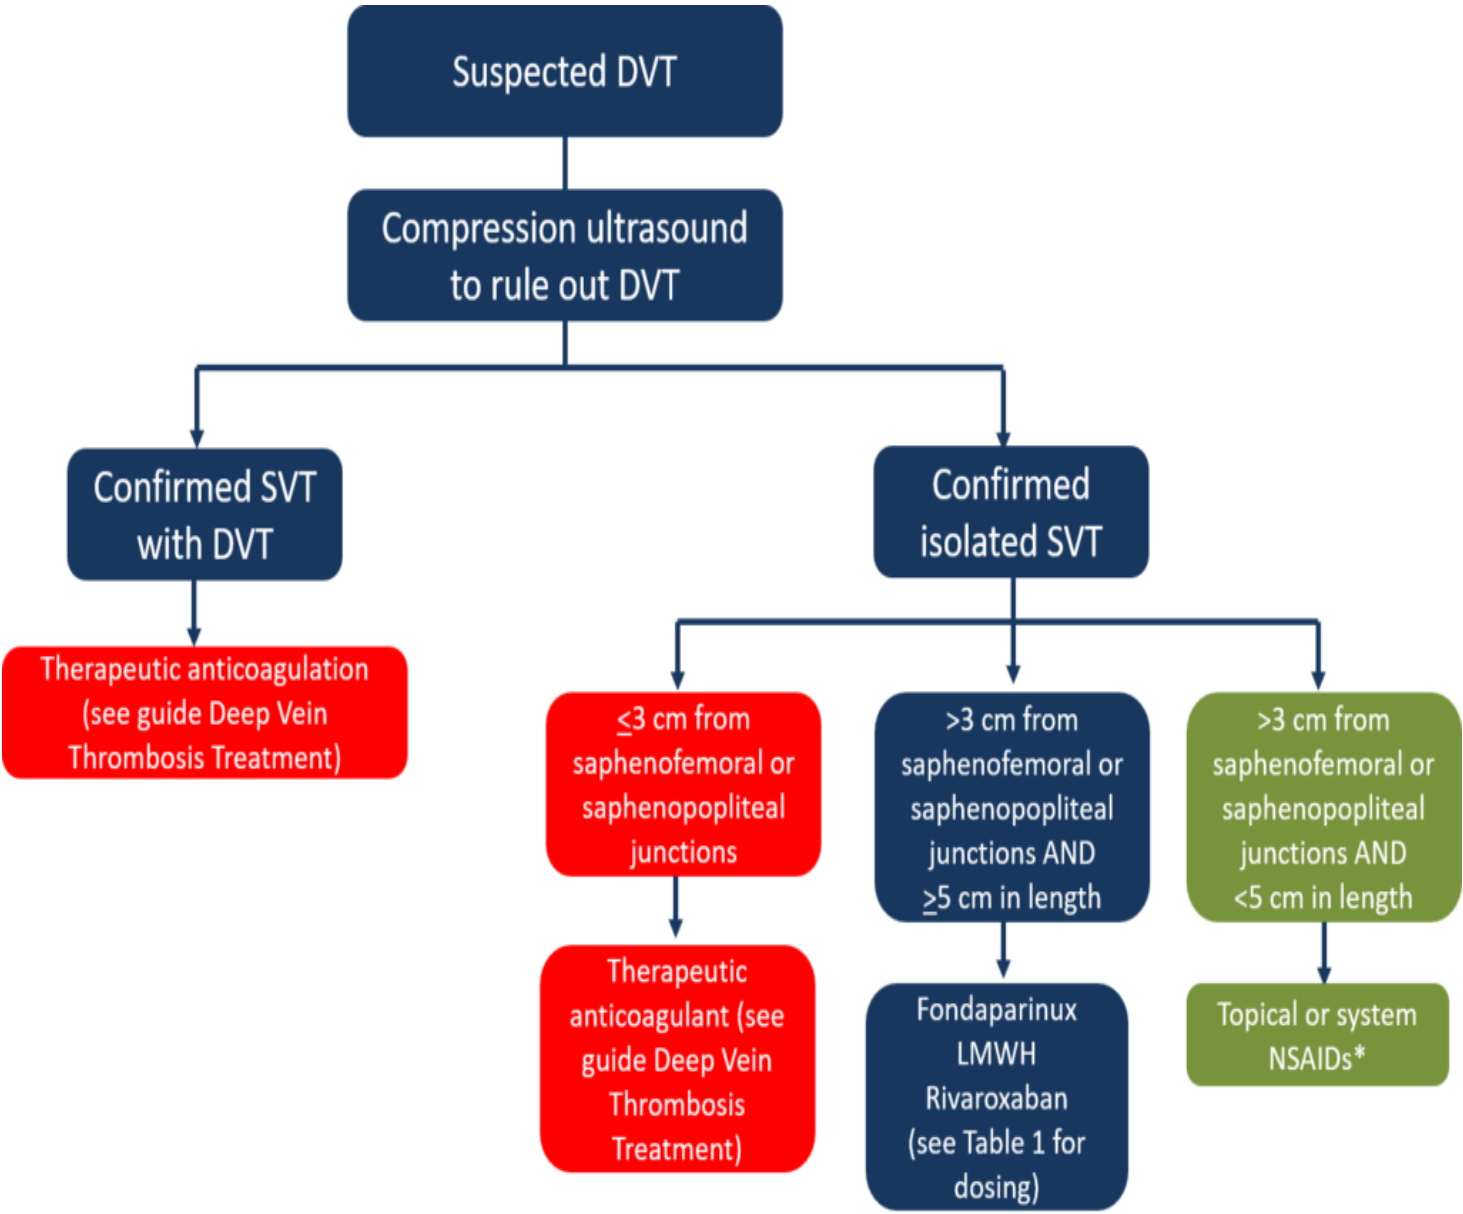 Suspected DVT
Compression ultrasound
to rule out DVT
Confirmed SVT
with DVT
Therapeutic anticoagulation
(see guide Deep Vein
Thrombosis Treatment)
Confirmed
isolated SVT
≤3 cm from
saphenofemoral or
saphenopopliteal
junctions
Therapeutic
anticoagulant (see
guide Deep Vein
Thrombosis
Treatment)
>3 cm from
saphenofemoral or
saphenopopliteal
junctions AND
≥5 cm in length
Fondaparinux
LMWH
Rivaroxaban
(see Table 1 for
dosing)
>3 cm from
saphenofemoral or
saphenopopliteal
junctions AND
<5 cm in length
Topical or system
NSAIDs*